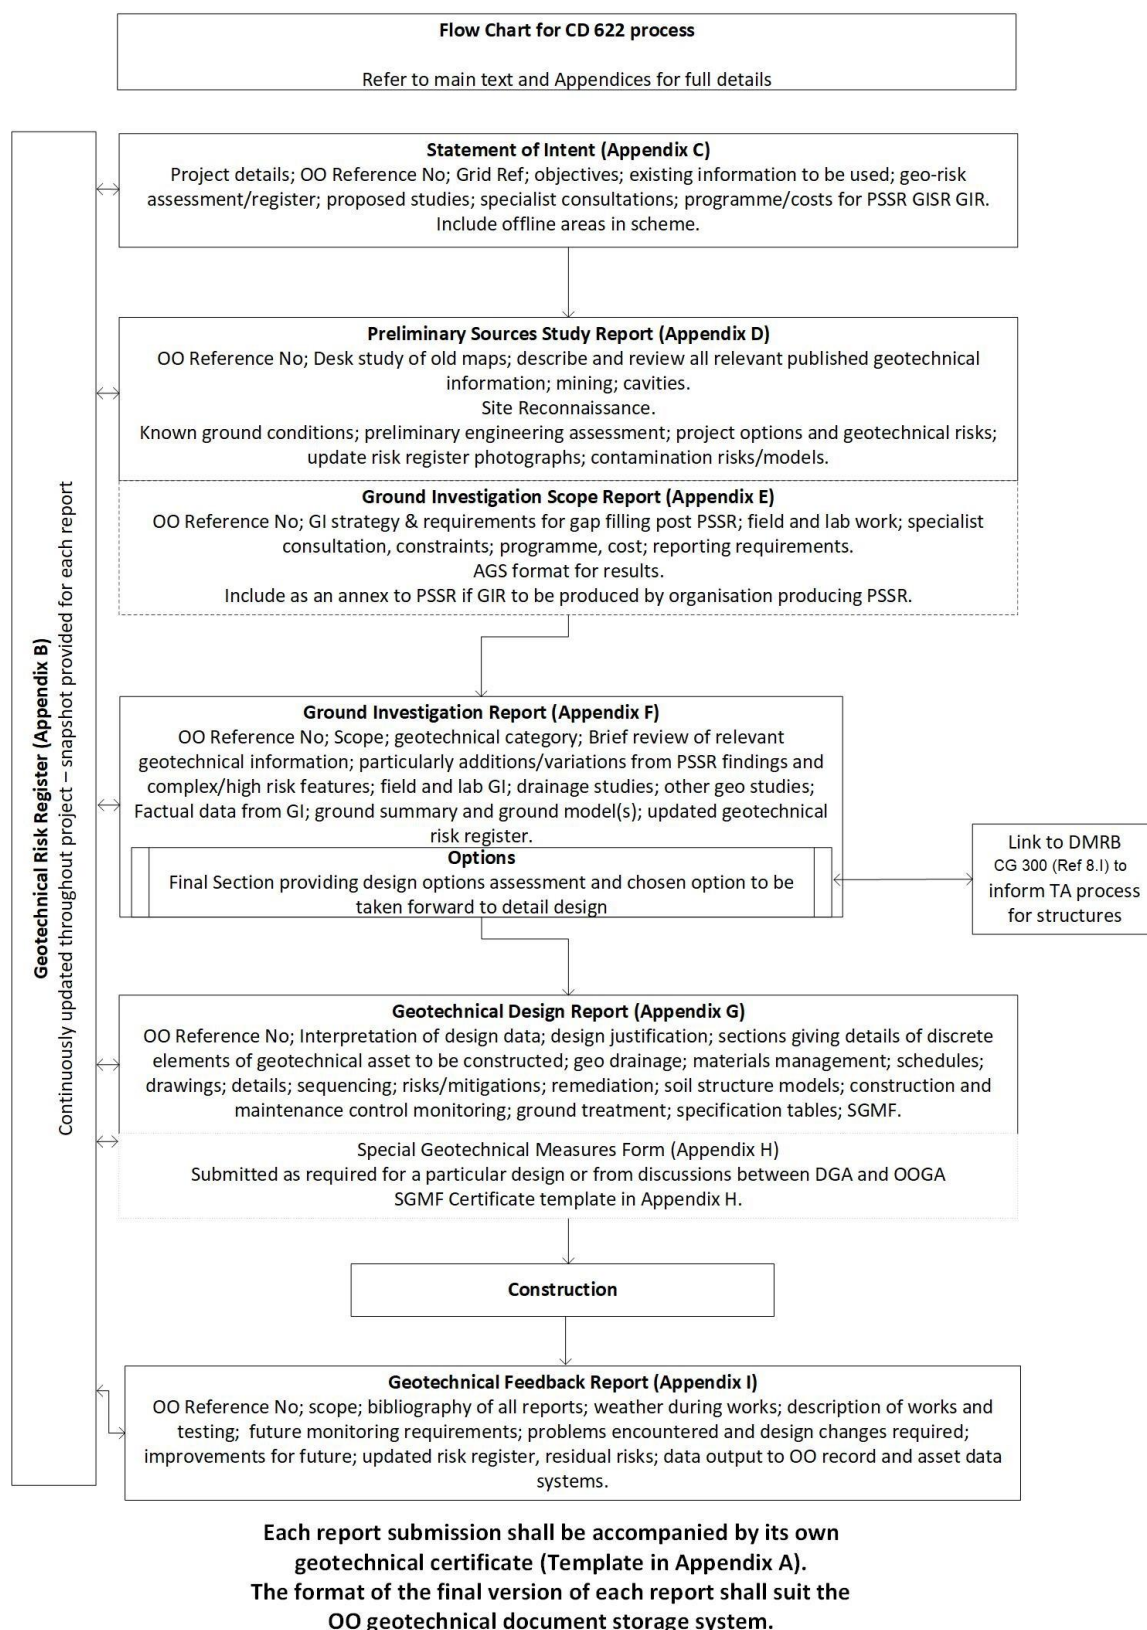 Flow Chart for CD 622 process
Refer to main text and Appendices for full details
Geotechnical Risk Register (Appendix B)
Continuously updated throughout project – snapshot provided for each report
Statement of Intent (Appendix C)
Project details; OO Reference No; Grid Ref; objectives; existing information to be used; geo-risk
assessment/register; proposed studies; specialist consultations; programme/costs for PSSR GISR GIR.
Include offline areas in scheme.
Preliminary Sources Study Report (Appendix D)
OO Reference No; Desk study of old maps; describe and review all relevant published geotechnical
information; mining; cavities.
Site Reconnaissance.
Known ground conditions; preliminary engineering assessment; project options and geotechnical risks;
update risk register photographs; contamination risks/models.
Ground Investigation Scope Report (Appendix E)
OO Reference No; GI strategy & requirements for gap filling post PSSR; field and lab work; specialist
consultation, constraints; programme, cost; reporting requirements.
AGS format for results.
Include as an annex to PSSR if GIR to be produced by organisation producing PSSR.
Ground Investigation Report (Appendix F)
OO Reference No; Scope; geotechnical category; Brief review of relevant
geotechnical information; particularly additions/variations from PSSR findings and
complex/high risk features; field and lab GI; drainage studies; other geo studies;
Factual data from GI; ground summary and ground model(s); updated geotechnical
risk register.
Options
Final Section providing design options assessment and chosen option to be
taken forward to detail design
Link to DMRB
CG 300 (Ref 8.I) to
inform TA process
for structures
Geotechnical Design Report (Appendix G)
OO Reference No; Interpretation of design data; design justification; sections giving details of discrete
elements of geotechnical asset to be constructed; geo drainage; materials management; schedules;
drawings; details; sequencing; risks/mitigations; remediation; soil structure models; construction and
maintenance control monitoring; ground treatment; specification tables; SGMF.
Special Geotechnical Measures Form (Appendix H)
Submitted as required for a particular design or from discussions between DGA and OOGA
SGMF Certificate template in Appendix H.
Construction
Geotechnical Feedback Report (Appendix I)
OO Reference No; scope; bibliography of all reports; weather during works; description of works and
testing; future monitoring requirements; problems encountered and design changes required;
improvements for future; updated risk register, residual risks; data output to OO record and asset data
systems.
Each report submission shall be accompanied by its own
geotechnical certificate (Template in Appendix A).
The format of the final version of each report shall suit the
OO geotechnical document storage system.